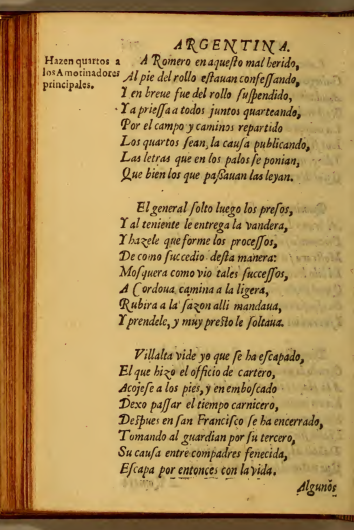 ARGENTINA.
Hazen quartos a
los Amotinadores
principales.
A Romero en aquesto mal herido,
Al pie del rollo estauan confessando,
I en breue fue del rollo suspendido,
Y a priessa a todos juntos quarteando,
Por el campo y caminos repartido
Los quartos sean, la causa publicando,
Las letras que en los palos se ponian,
Que bien los que passauan las leyan.
El general solto luego los presos,
Y al teniente le entrega la vandera,
Y hazele que forme los processos,
De como succedio desta manera:
Mosquera como vio tales successos,
A Cordoua camina a la ligera,
Rubira a la sazon alli mandaua,
Y prendele, y muy presto le soltaua.
Villalta vide yo que se ha escapado,
El que hizo el officio de cartero,
Acojese a los pies, y en emboscado
Dexo passar el tiempo carnicero,
Despues en san Francisco se ha encerrado,
Tomando al guardian por su tercero,
Su causa entre compadres fenecida,
Escapa por entonces con la vida.
Algunos